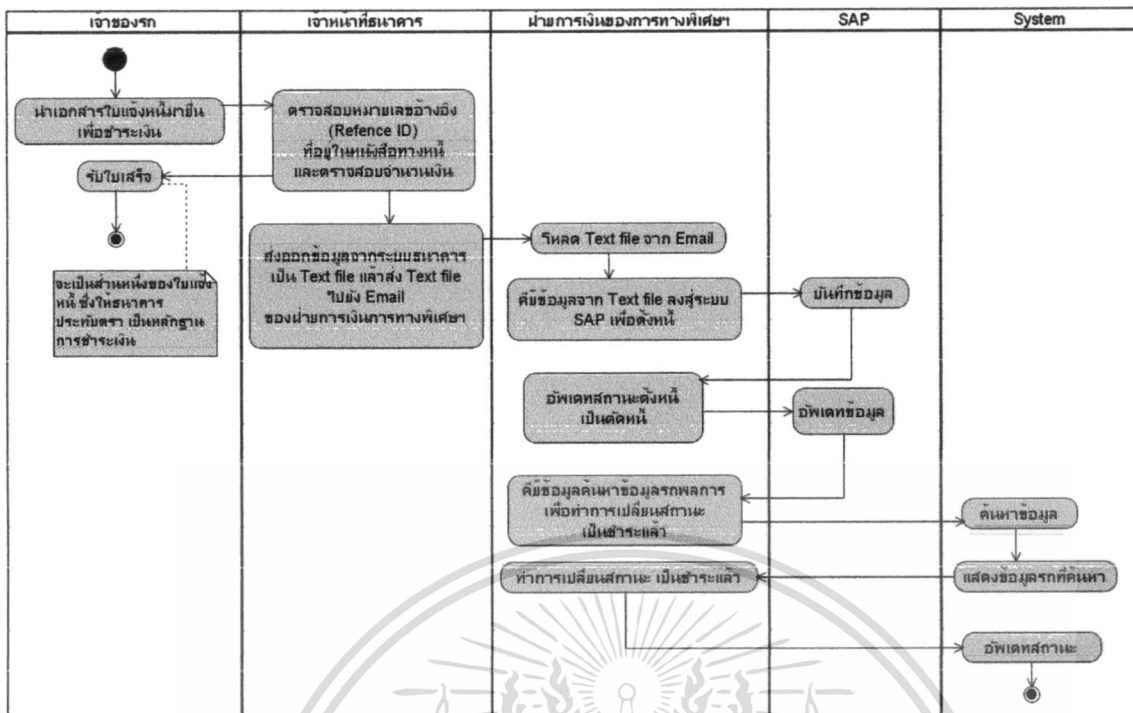 เจ้าของรถ
เจ้าหน้าที่ธนาคาร
ฝ่ายการเงินของการทางพิเศษฯ
SAP
System
นำเอกสารใบแจ้งหนี้มายื่น
เพื่อชำระเงิน
ตรวจสอบหมายเลขอ้างอิง
(Refence ID)
ที่อยู่ในหนังสือทางหนี้
และตรวจสอบจำนวนเงิน
รับใบเสร็จ
จะเป็นส่วนหนึ่งของใบแจ้ง
หนี้ ซึ่งให้ธนาคาร
ประทับตรา เป็นหลักฐาน
การชำระเงิน
ส่งออกข้อมูลจากระบบธนาคาร
เป็น Text file แล้วส่ง Text file
ไปยัง Email
ของฝ่ายการเงินการทางพิเศษฯ
โหลด Text file จาก Email
คีย์ข้อมูลจาก Text file ลงสู่ระบบ
SAP เพื่อตั้งหนี้
บันทึกข้อมูล
อัพเดทสถานะตั้งหนี้
เป็นตัดหนี้
อัพเดทข้อมูล
คีย์ข้อมูลค้นหาข้อมูลรถพลการ
เพื่อทำการเปลี่ยนสถานะ
เป็นชำระแล้ว
ค้นหาข้อมูล
แสดงข้อมูลรถที่ค้นหา
ทำการเปลี่ยนสถานะ เป็นชำระแล้ว
อัพเดทสถานะ